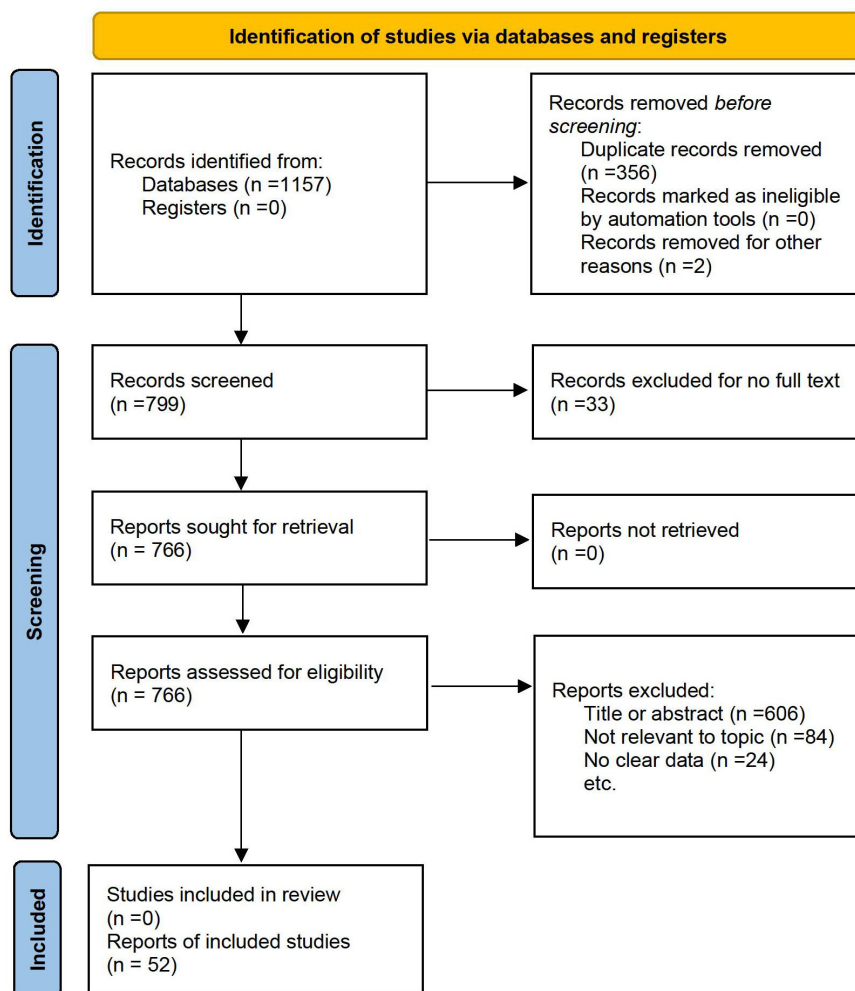 Identification of studies via databases and registers
Identification
Records identified from:
Databases (n =1157)
Registers (n =0)
Records removed before
screening:
Duplicate records removed
(n =356)
Records marked as ineligible
by automation tools (n =0)
Records removed for other
reasons (n =2)
Screening
Records screened
(n =799)
Records excluded for no full text
(n =33)
Reports sought for retrieval
(n = 766)
Reports not retrieved
(n =0)
Reports assessed for eligibility
(n = 766)
Reports excluded:
Title or abstract (n =606)
Not relevant to topic (n =84)
No clear data (n =24)
etc.
Included
Studies included in review
(n =0)
Reports of included studies
(n = 52)